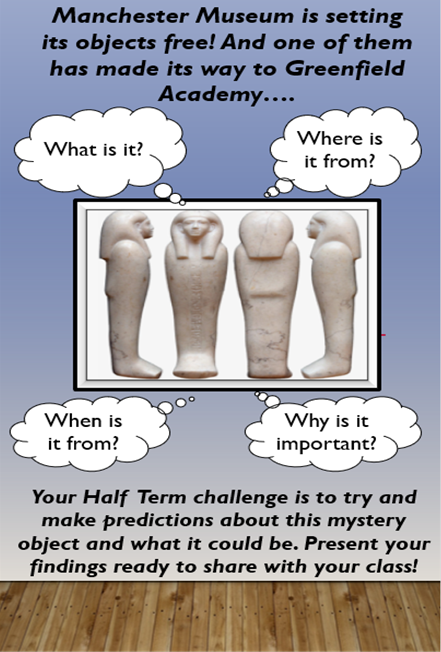 Manchester Museum is setting
its objects free! And one of them
has made its way to Greenfield
Academy….
What is it?
Where is
it from?
When is
it from?
Why is it
important?
Your Half Term challenge is to try and
make predictions about this mystery
object and what it could be. Present your
findings ready to share with your class!